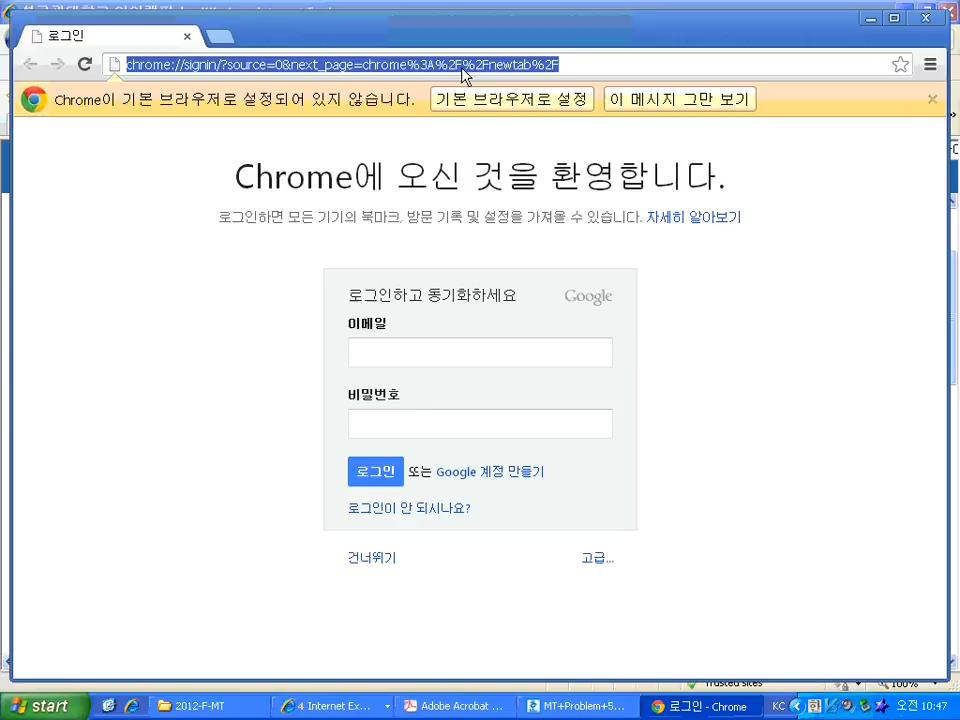 로그인
chrome://signin/?source=0&next_page=chrome%3A%2F%2Fnewtab%2F
Chrome이 기본 브라우저로 설정되어 있지 않습니다. 기본 브라우저로 설정 이 메시지 그만 보기
Chrome에 오신 것을 환영합니다.
로그인하면 모든 기기의 북마크, 방문 기록 및 설정을 가져올 수 있습니다. 자세히 알아보기
로그인하고 동기화하세요 Google
이메일
비밀번호
로그인 또는 Google 계정 만들기
로그인이 안 되시나요?
건너뛰기 고급...
Trusted sites 100%
start 2012-F-MT 4 Internet Ex... Adobe Acrobat ... MT+Problem+5... 로그인 - Chrome KC 오전 10:47